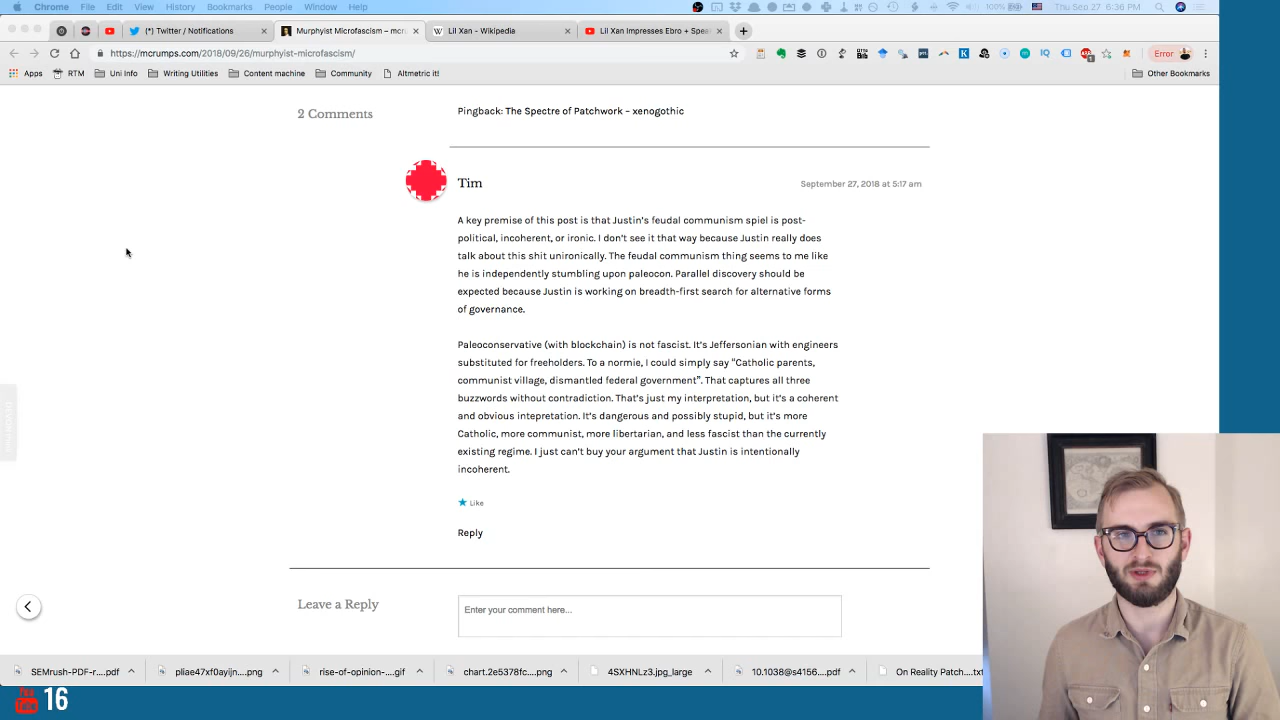 Chrome File Edit View History Bookmarks People Window Help
100% Thu Sep 27 6:36 PM
(*) Twitter / Notifications
Murphyist Microfascism – mcr
Lil Xan - Wikipedia
Lil Xan Impresses Ebro + Spea
https://mcrumps.com/2018/09/26/murphyist-microfascism/
Error
Apps RTM Uni Info Writing Utilities Content machine Community Altmetric it! Other Bookmarks
2 Comments
Pingback: The Spectre of Patchwork – xenogothic
Tim
September 27, 2018 at 5:17 am
A key premise of this post is that Justin's feudal communism spiel is post-
political, incoherent, or ironic. I don't see it that way because Justin really does
talk about this shit unironically. The feudal communism thing seems to me like
he is independently stumbling upon paleocon. Parallel discovery should be
expected because Justin is working on breadth-first search for alternative forms
of governance.
Paleoconservative (with blockchain) is not fascist. It's Jeffersonian with engineers
substituted for freeholders. To a normie, I could simply say "Catholic parents,
communist village, dismantled federal government". That captures all three
buzzwords without contradiction. That's just my interpretation, but it's a coherent
and obvious intepretation. It's dangerous and possibly stupid, but it's more
Catholic, more communist, more libertarian, and less fascist than the currently
existing regime. I just can't buy your argument that Justin is intentionally
incoherent.
Like
Reply
Leave a Reply
Enter your comment here...
SEMrush-PDF-r....pdf
pliae47xf0ayijn....png
rise-of-opinion-....gif
chart.2e5378fc....png
4SXHNLz3.jpg_large
10.1038@s4156....pdf
On Reality Patch....txt
You Tube 16